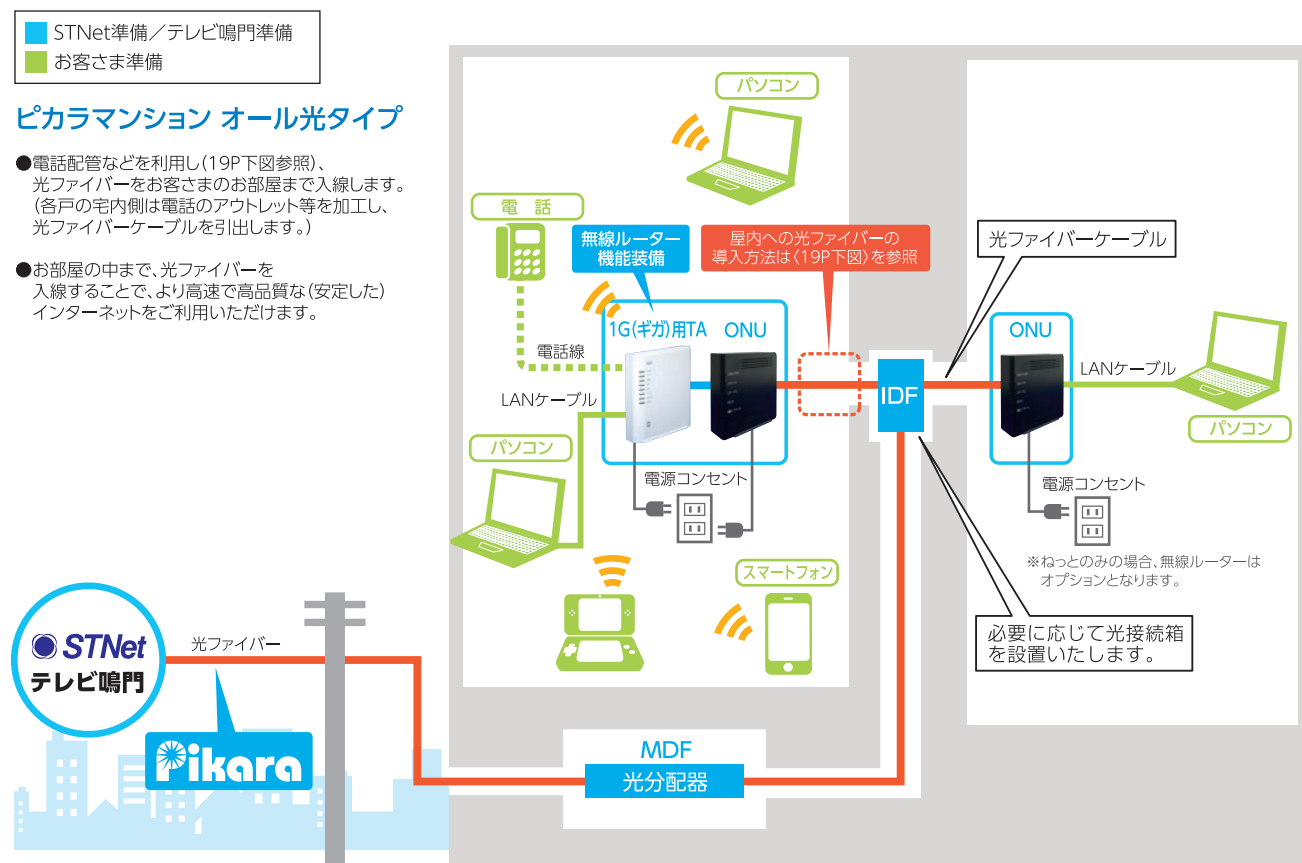 STNet準備／テレビ鳴門準備
お客さま準備
ピカラマンション オール光タイプ
●電話配管などを利用し(19P下図参照)、
光ファイバーをお客さまのお部屋まで入線します。
(各戸の宅内側は電話のアウトレット等を加工し、
光ファイバーケーブルを引出します。)
●お部屋の中まで、光ファイバーを
入線することで、より高速で高品質な(安定した)
インターネットをご利用いただけます。
パソコン
電 話
無線ルーター
機能装備
屋内への光ファイバーの
導入方法は〈19P下図〉を参照
光ファイバーケーブル
1G(ギガ)用TA
ONU
ONU
電話線
LANケーブル
IDF
LANケーブル
パソコン
パソコン
電源コンセント
電源コンセント
※ねっとのみの場合、無線ルーターは
オプションとなります。
スマートフォン
必要に応じて光接続箱
を設置いたします。
STNet
テレビ鳴門
光ファイバー
Pikara
MDF
光分配器